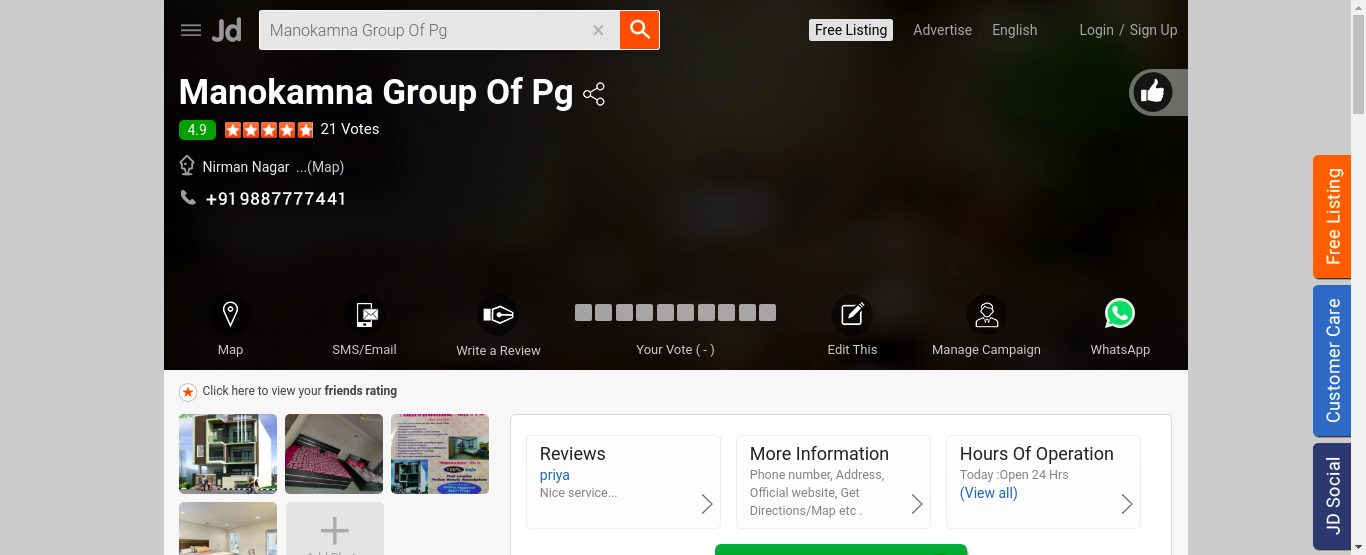 Jd
Manokamna Group Of Pg
Free Listing
Advertise
English
Login / Sign Up
Manokamna Group Of Pg
4.9
21 Votes
Nirman Nagar ...(Map)
+919887777441
Map
SMS/Email
Write a Review
Your Vote ( - )
Edit This
Manage Campaign
WhatsApp
Free Listing
Customer Care
JD Social
Click here to view your friends rating
Reviews
priya
Nice service...
More Information
Phone number, Address,
Official website, Get
Directions/Map etc .
Hours Of Operation
Today :Open 24 Hrs
(View all)